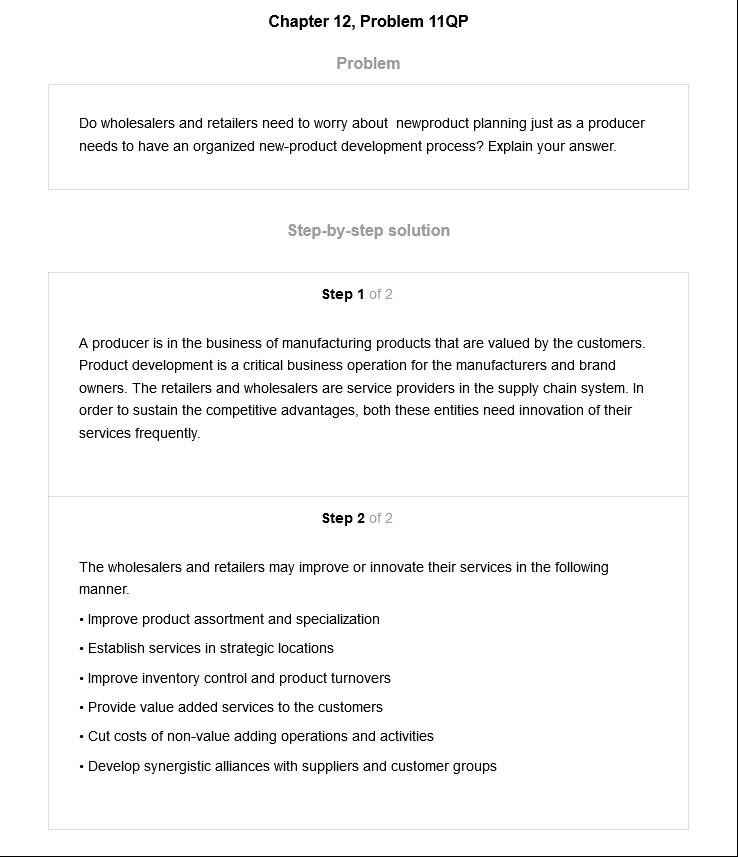 Chapter 12, Problem 11QP
Problem
Do wholesalers and retailers need to worry about  newproduct planning just as a producer
needs to have an organized new-product development process? Explain your answer.
Step-by-step solution
Step 1 of 2
A producer is in the business of manufacturing products that are valued by the customers.
Product development is a critical business operation for the manufacturers and brand
owners. The retailers and wholesalers are service providers in the supply chain system. In
order to sustain the competitive advantages, both these entities need innovation of their
services frequently.
Step 2 of 2
The wholesalers and retailers may improve or innovate their services in the following
manner.
• Improve product assortment and specialization
• Establish services in strategic locations
• Improve inventory control and product turnovers
• Provide value added services to the customers
• Cut costs of non-value adding operations and activities
• Develop synergistic alliances with suppliers and customer groups